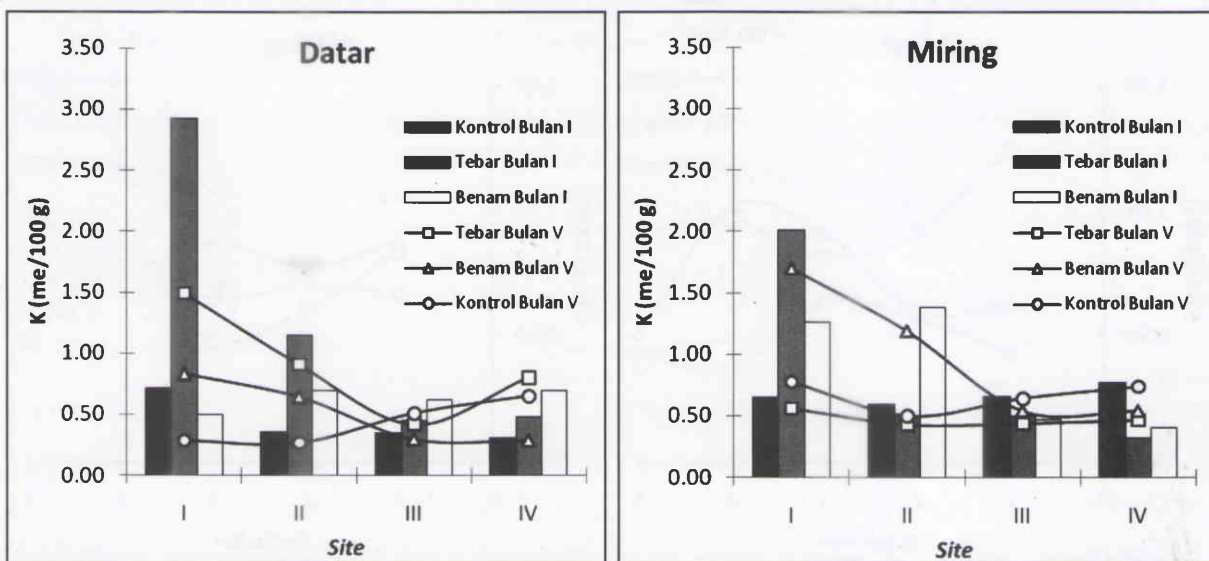 Datar
3.50
3.00
2.50
2.00
1.50
1.00
0.50
0.00
K (me/100 g)
Kontrol Bulan I
Tebar Bulan I
Benam Bulan I
Tebar Bulan V
Benam Bulan V
Kontrol Bulan V
I II III IV
Site
Miring
3.50
3.00
2.50
2.00
1.50
1.00
0.50
0.00
K (me/100 g)
Kontrol Bulan I
Tebar Bulan I
Benam Bulan I
Tebar Bulan V
Benam Bulan V
Kontrol Bulan V
I II III IV
Site